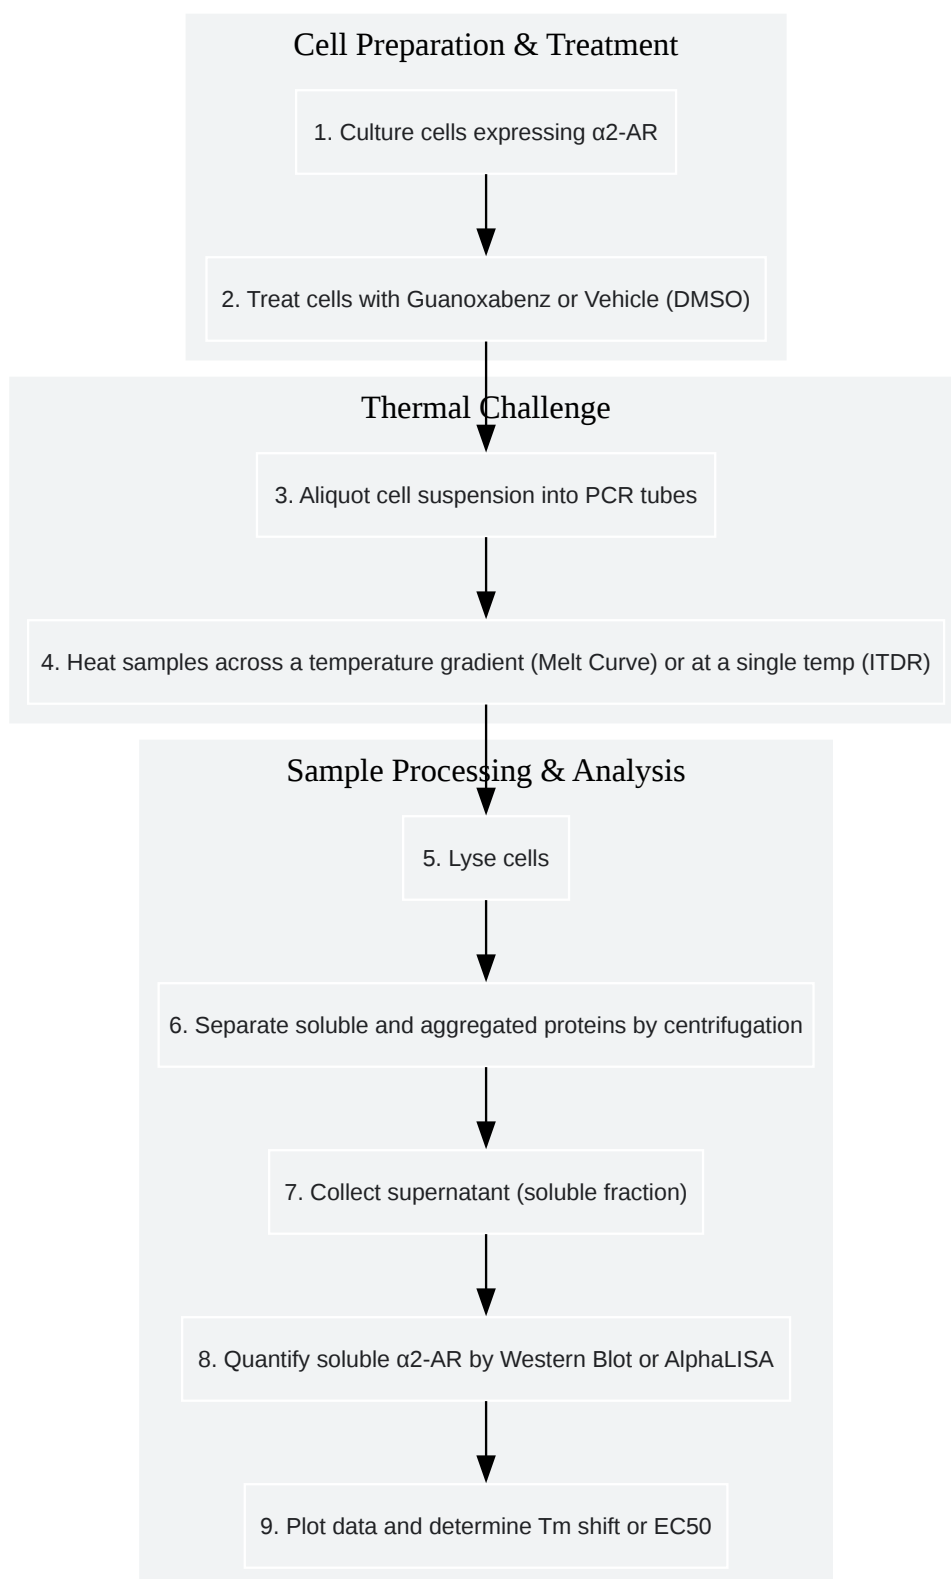 Cell Preparation & Treatment
1. Culture cells expressing α2-AR
2. Treat cells with Guanoxabenz or Vehicle (DMSO)
Thermal Challenge
3. Aliquot cell suspension into PCR tubes
4. Heat samples across a temperature gradient (Melt Curve) or at a single temp (ITDR)
Sample Processing & Analysis
5. Lyse cells
6. Separate soluble and aggregated proteins by centrifugation
7. Collect supernatant (soluble fraction)
8. Quantify soluble α2-AR by Western Blot or AlphaLISA
9. Plot data and determine Tm shift or EC50